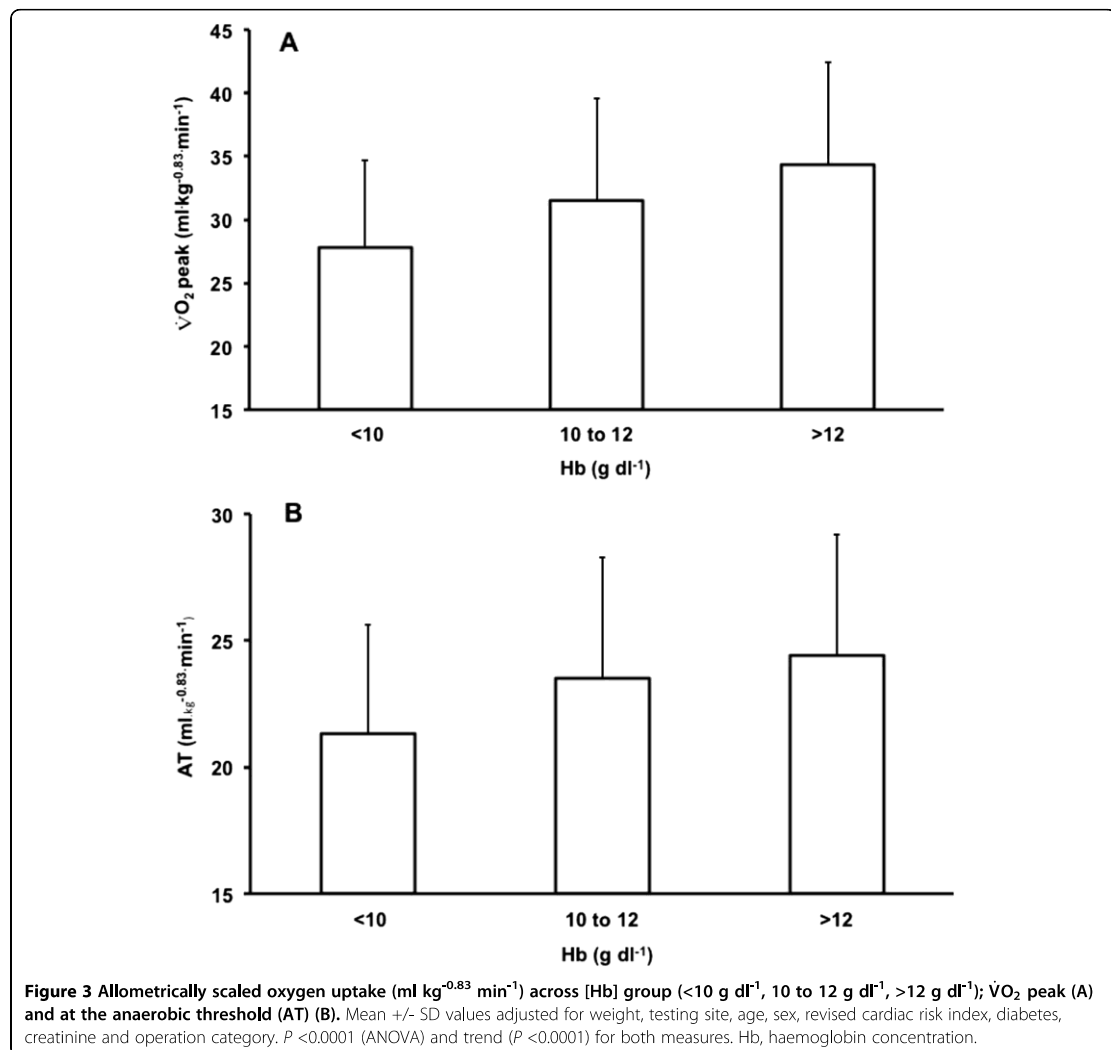 A
45
40
35
30
25
20
15
V̇O₂ peak (ml·kg⁻⁰·⁸³·min⁻¹)
<10 10 to 12 >12
Hb (g dl⁻¹)
B
30
25
20
15
AT (ml.kg⁻⁰·⁸³·min⁻¹)
<10 10 to 12 >12
Hb (g dl⁻¹)
Figure 3 Allometrically scaled oxygen uptake (ml kg⁻⁰·⁸³ min⁻¹) across [Hb] group (<10 g dl⁻¹, 10 to 12 g dl⁻¹, >12 g dl⁻¹); V̇O₂ peak (A)
and at the anaerobic threshold (AT) (B). Mean +/- SD values adjusted for weight, testing site, age, sex, revised cardiac risk index, diabetes,
creatinine and operation category. P <0.0001 (ANOVA) and trend (P <0.0001) for both measures. Hb, haemoglobin concentration.